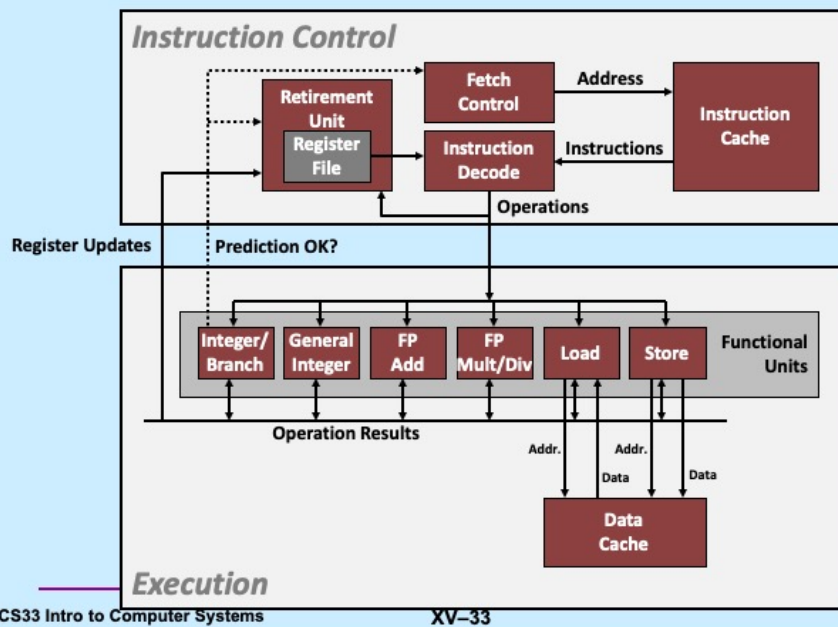 Instruction Control
Fetch
Control
Address
Instruction
Cache
Retirement
Unit
Register
File
Instruction
Decode
Instructions
Operations
Register Updates
Prediction OK?
Integer/
Branch
General
Integer
FP
Add
FP
Mult/Div
Load
Store
Functional
Units
Operation Results
Addr.
Addr.
Data
Data
Data
Cache
Execution
CS33 Intro to Computer Systems
XV–33